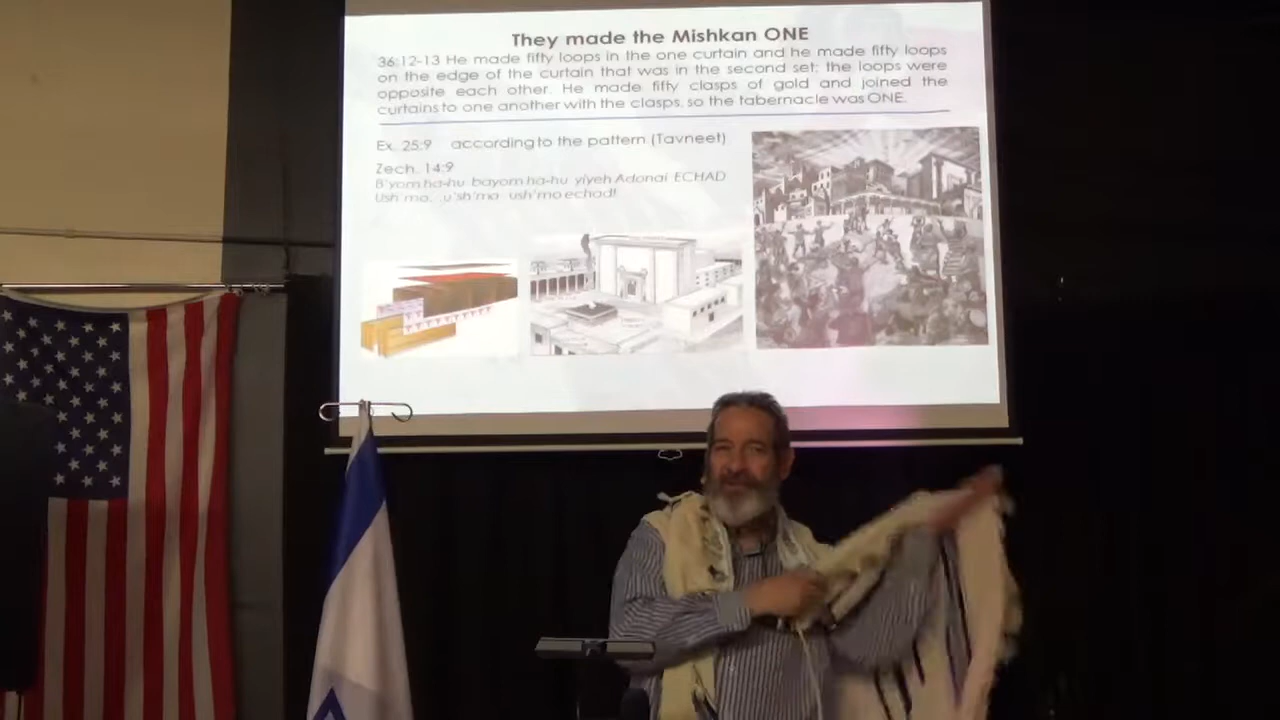 They made the Mishkan ONE
36:12-13 He made fifty loops in the one curtain and he made fifty loops
on the edge of the curtain that was in the second set; the loops were
opposite each other. He made fifty clasps of gold and joined the
curtains to one another with the clasps, so the tabernacle was ONE.
Ex. 25:9 according to the pattern (Tavneet)
Zech. 14:9
B'yom ha-hu bayom ha-hu yiyeh Adonai ECHAD
Ush'mo, u'sh'mo ush'mo echad!